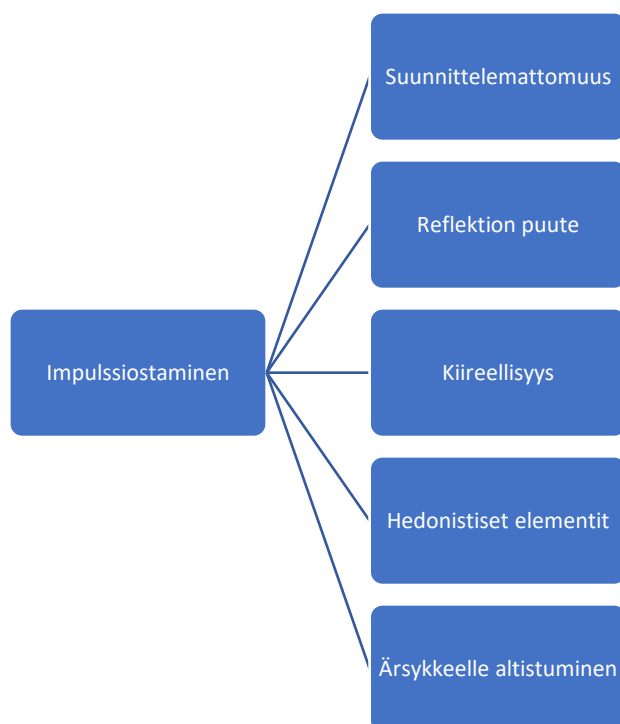 Suunnittelemattomuus
Reflektion puute
Impulssiostaminen
Kiireellisyys
Hedonistiset elementit
Ärsykkeelle altistuminen